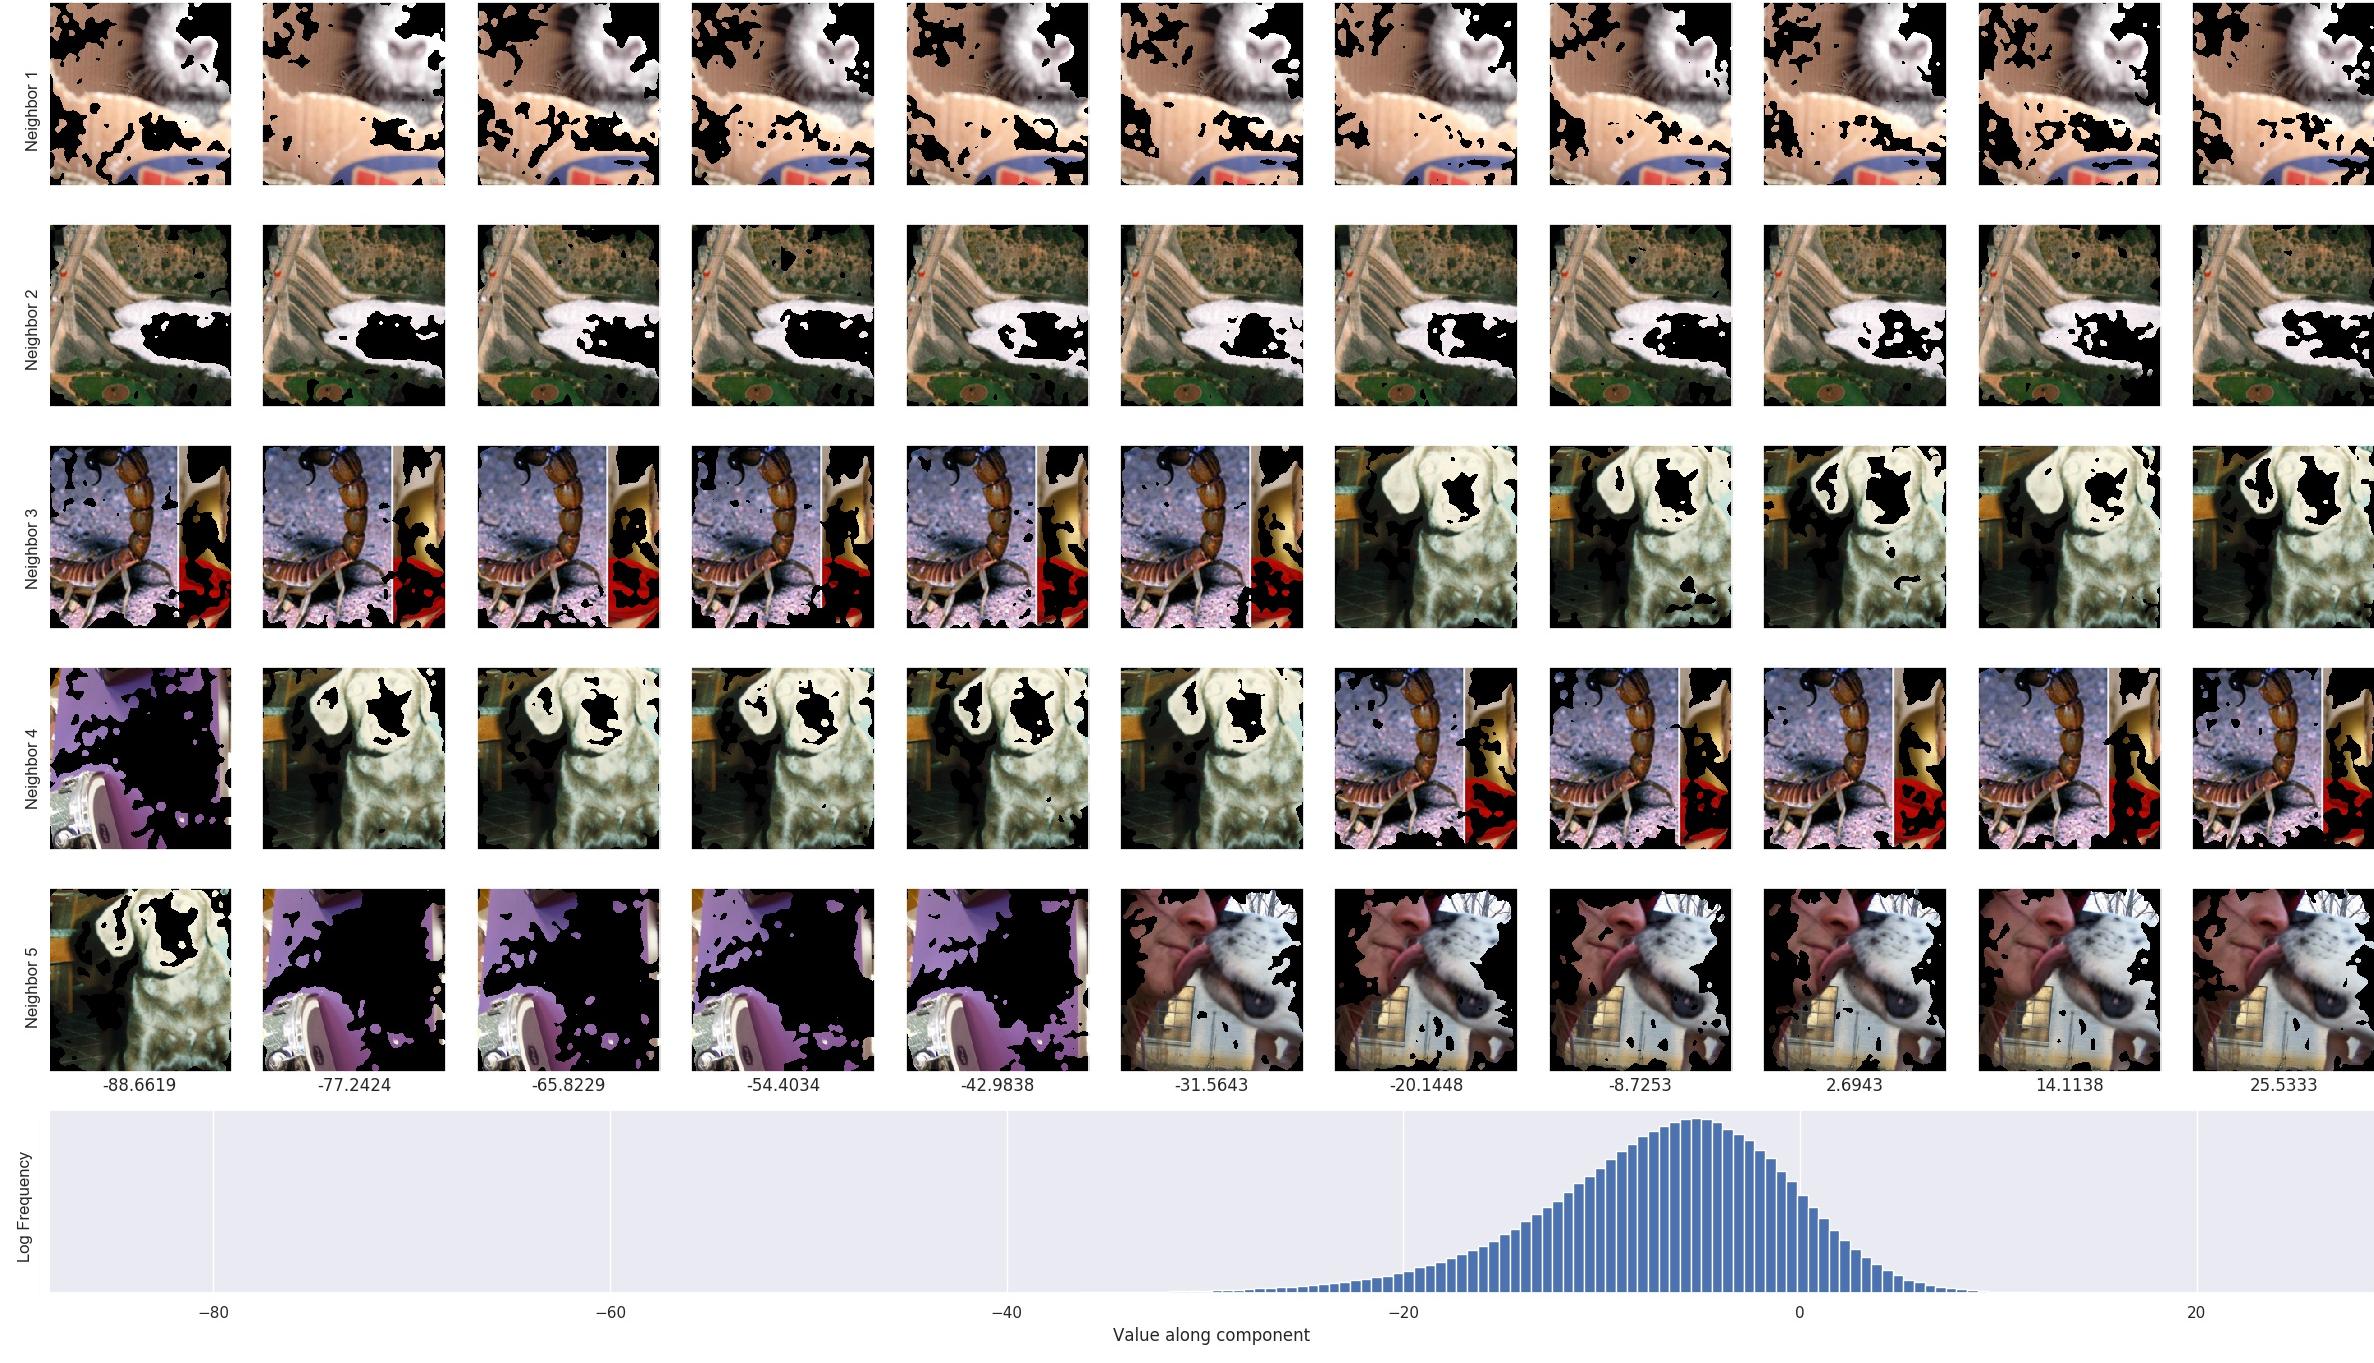 Neighbor 1
Neighbor 2
Neighbor 3
Neighbor 4
Neighbor 5
-88.6619 -77.2424 -65.8229 -54.4034 -42.9838 -31.5643 -20.1448 -8.7253 2.6943 14.1138 25.5333
Log Frequency
−80 −60 −40 −20 0 20
Value along component